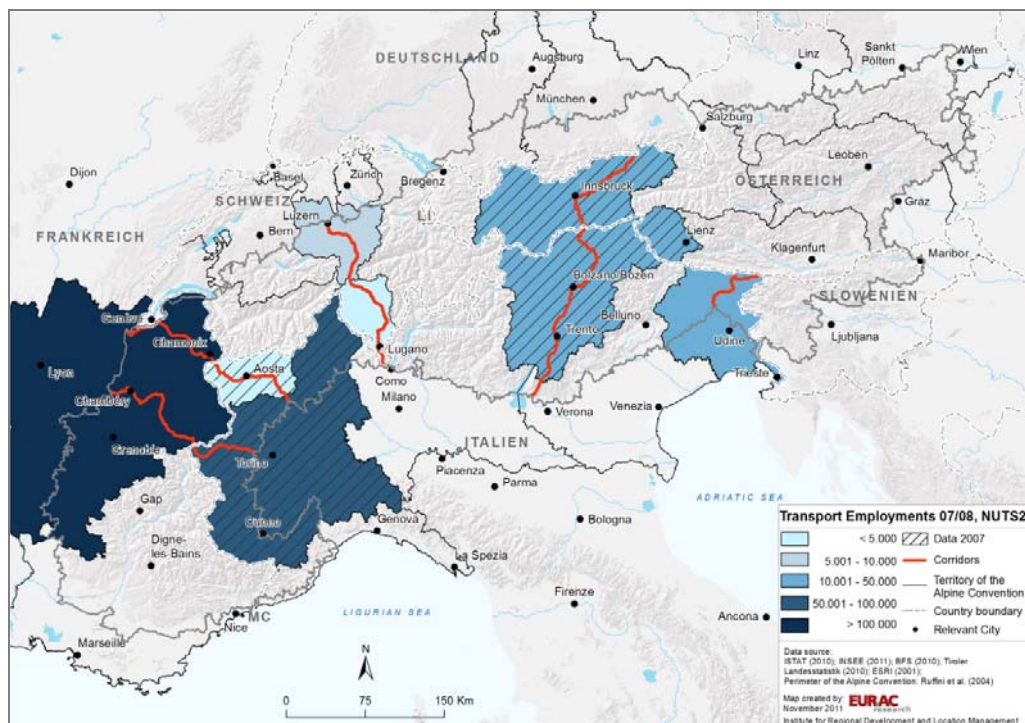 DEUTSCHLAND
Augsburg
München
Linz
Sankt
Pölten
Wien
Salzburg
Dijon
Basel
Zürich
Bregenz
SCHWEIZ
Luzern
LI
Innsbruck
ÖSTERREICH
Leoben
Graz
FRANKREICH
Bern
Lienz
Klagenfurt
Maribor
Bolzano/Bozen
SLOWENIEN
Genève
Chamonix
Belluno
Udine
Ljubljana
Lyon
Aosta
Lugano
Trento
Trieste
Chambéry
Como
Milano
Verona
Venezia
Grenoble
Torino
ITALIEN
Piacenza
Parma
ADRIATIC SEA
Gap
Cuneo
Genova
Bologna
Digne-
les-Bains
La Spezia
LIGURIAN SEA
Firenze
Ancona
MC
Nice
Marseille
N
0 75 150 Km
Transport Employments 07/08, NUTS2
< 5.000
5.001 - 10.000
10.001 - 50.000
50.001 - 100.000
> 100.000
Data 2007
Corridors
Territory of the
Alpine Convention
Country boundary
Relevant City
Data source:
ISTAT (2010); INSEE (2011); BFS (2010); Tiroler
Landesstatistik (2010); ESRI (2001);
Perimeter of the Alpine Convention: Ruffini et al. (2004)
Map created by:
November 2011
EURAC
research
Institute for Regional Development and Location Management